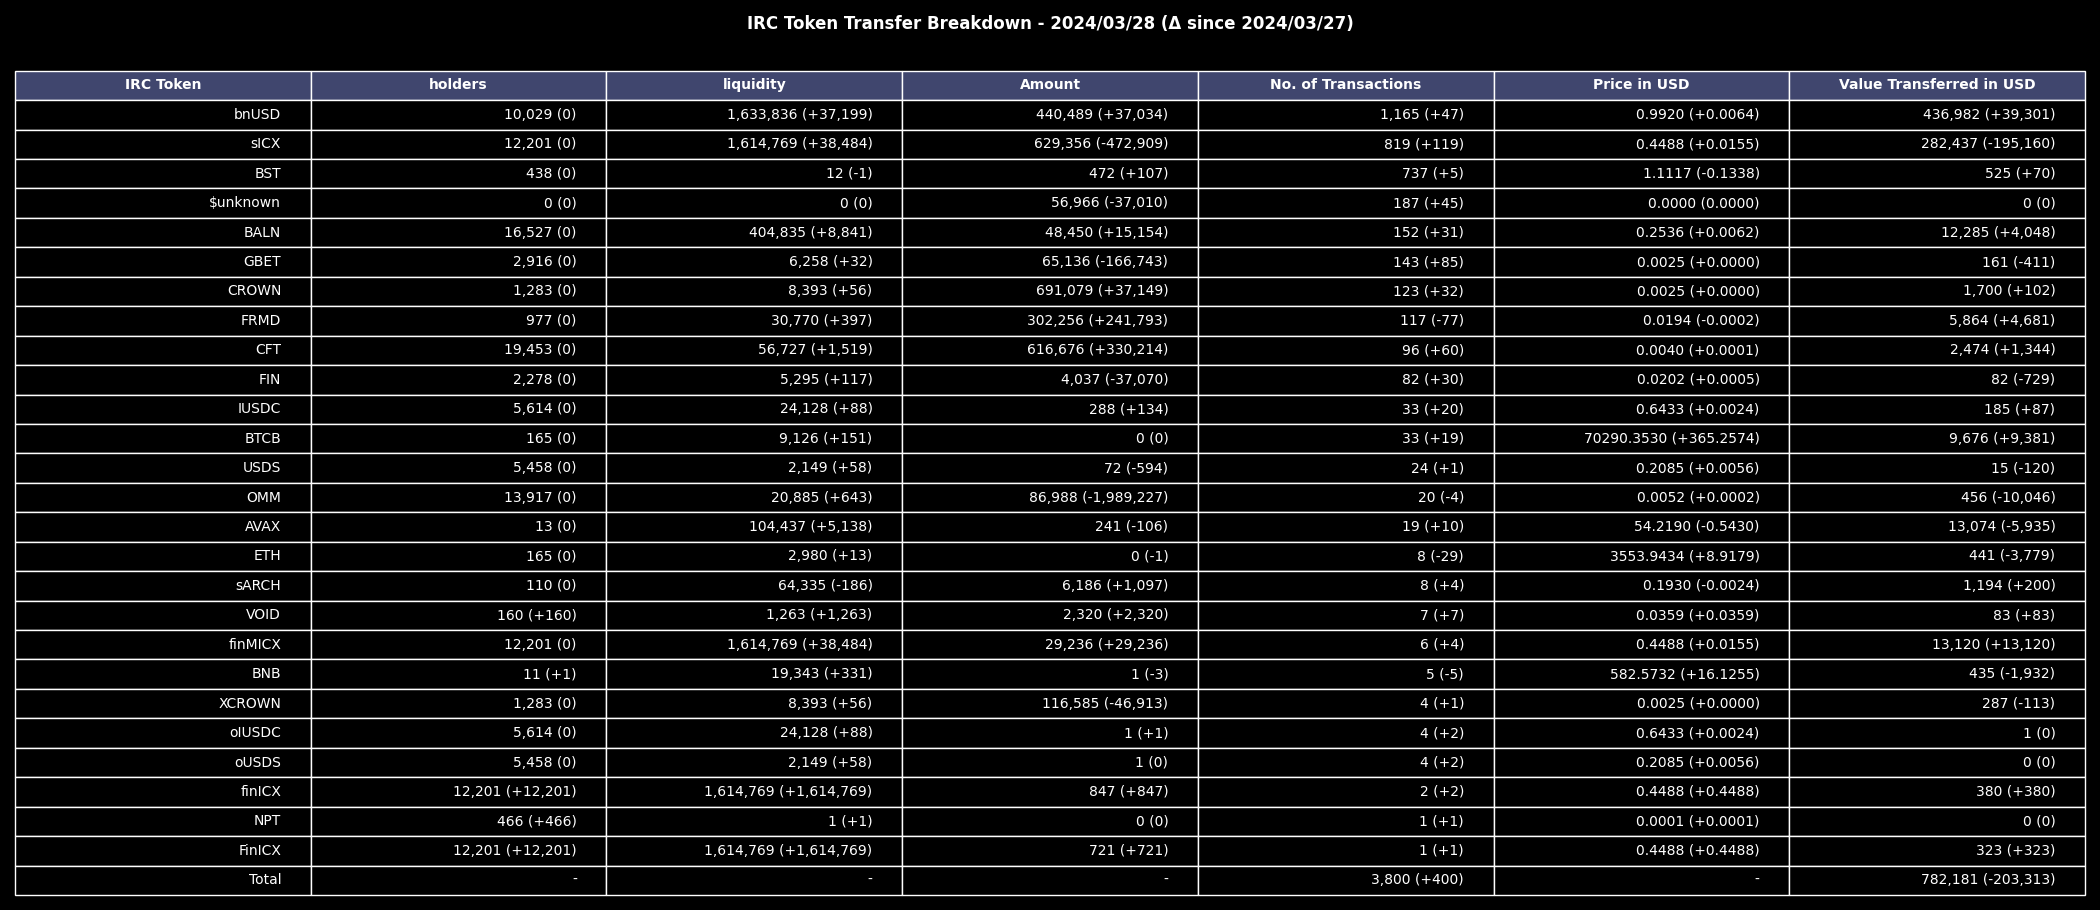 IRC Token Transfer Breakdown - 2024/03/28 (Δ since 2024/03/27)
IRC Token holders liquidity Amount No. of Transactions Price in USD Value Transferred in USD
bnUSD 10,029 (0) 1,633,836 (+37,199) 440,489 (+37,034) 1,165 (+47) 0.9920 (+0.0064) 436,982 (+39,301)
sICX 12,201 (0) 1,614,769 (+38,484) 629,356 (-472,909) 819 (+119) 0.4488 (+0.0155) 282,437 (-195,160)
BST 438 (0) 12 (-1) 472 (+107) 737 (+5) 1.1117 (-0.1338) 525 (+70)
$unknown 0 (0) 0 (0) 56,966 (-37,010) 187 (+45) 0.0000 (0.0000) 0 (0)
BALN 16,527 (0) 404,835 (+8,841) 48,450 (+15,154) 152 (+31) 0.2536 (+0.0062) 12,285 (+4,048)
GBET 2,916 (0) 6,258 (+32) 65,136 (-166,743) 143 (+85) 0.0025 (+0.0000) 161 (-411)
CROWN 1,283 (0) 8,393 (+56) 691,079 (+37,149) 123 (+32) 0.0025 (+0.0000) 1,700 (+102)
FRMD 977 (0) 30,770 (+397) 302,256 (+241,793) 117 (-77) 0.0194 (-0.0002) 5,864 (+4,681)
CFT 19,453 (0) 56,727 (+1,519) 616,676 (+330,214) 96 (+60) 0.0040 (+0.0001) 2,474 (+1,344)
FIN 2,278 (0) 5,295 (+117) 4,037 (-37,070) 82 (+30) 0.0202 (+0.0005) 82 (-729)
IUSDC 5,614 (0) 24,128 (+88) 288 (+134) 33 (+20) 0.6433 (+0.0024) 185 (+87)
BTCB 165 (0) 9,126 (+151) 0 (0) 33 (+19) 70290.3530 (+365.2574) 9,676 (+9,381)
USDS 5,458 (0) 2,149 (+58) 72 (-594) 24 (+1) 0.2085 (+0.0056) 15 (-120)
OMM 13,917 (0) 20,885 (+643) 86,988 (-1,989,227) 20 (-4) 0.0052 (+0.0002) 456 (-10,046)
AVAX 13 (0) 104,437 (+5,138) 241 (-106) 19 (+10) 54.2190 (-0.5430) 13,074 (-5,935)
ETH 165 (0) 2,980 (+13) 0 (-1) 8 (-29) 3553.9434 (+8.9179) 441 (-3,779)
sARCH 110 (0) 64,335 (-186) 6,186 (+1,097) 8 (+4) 0.1930 (-0.0024) 1,194 (+200)
VOID 160 (+160) 1,263 (+1,263) 2,320 (+2,320) 7 (+7) 0.0359 (+0.0359) 83 (+83)
finMICX 12,201 (0) 1,614,769 (+38,484) 29,236 (+29,236) 6 (+4) 0.4488 (+0.0155) 13,120 (+13,120)
BNB 11 (+1) 19,343 (+331) 1 (-3) 5 (-5) 582.5732 (+16.1255) 435 (-1,932)
XCROWN 1,283 (0) 8,393 (+56) 116,585 (-46,913) 4 (+1) 0.0025 (+0.0000) 287 (-113)
oIUSDC 5,614 (0) 24,128 (+88) 1 (+1) 4 (+2) 0.6433 (+0.0024) 1 (0)
oUSDS 5,458 (0) 2,149 (+58) 1 (0) 4 (+2) 0.2085 (+0.0056) 0 (0)
finICX 12,201 (+12,201) 1,614,769 (+1,614,769) 847 (+847) 2 (+2) 0.4488 (+0.4488) 380 (+380)
NPT 466 (+466) 1 (+1) 0 (0) 1 (+1) 0.0001 (+0.0001) 0 (0)
FinICX 12,201 (+12,201) 1,614,769 (+1,614,769) 721 (+721) 1 (+1) 0.4488 (+0.4488) 323 (+323)
Total - - - 3,800 (+400) - 782,181 (-203,313)